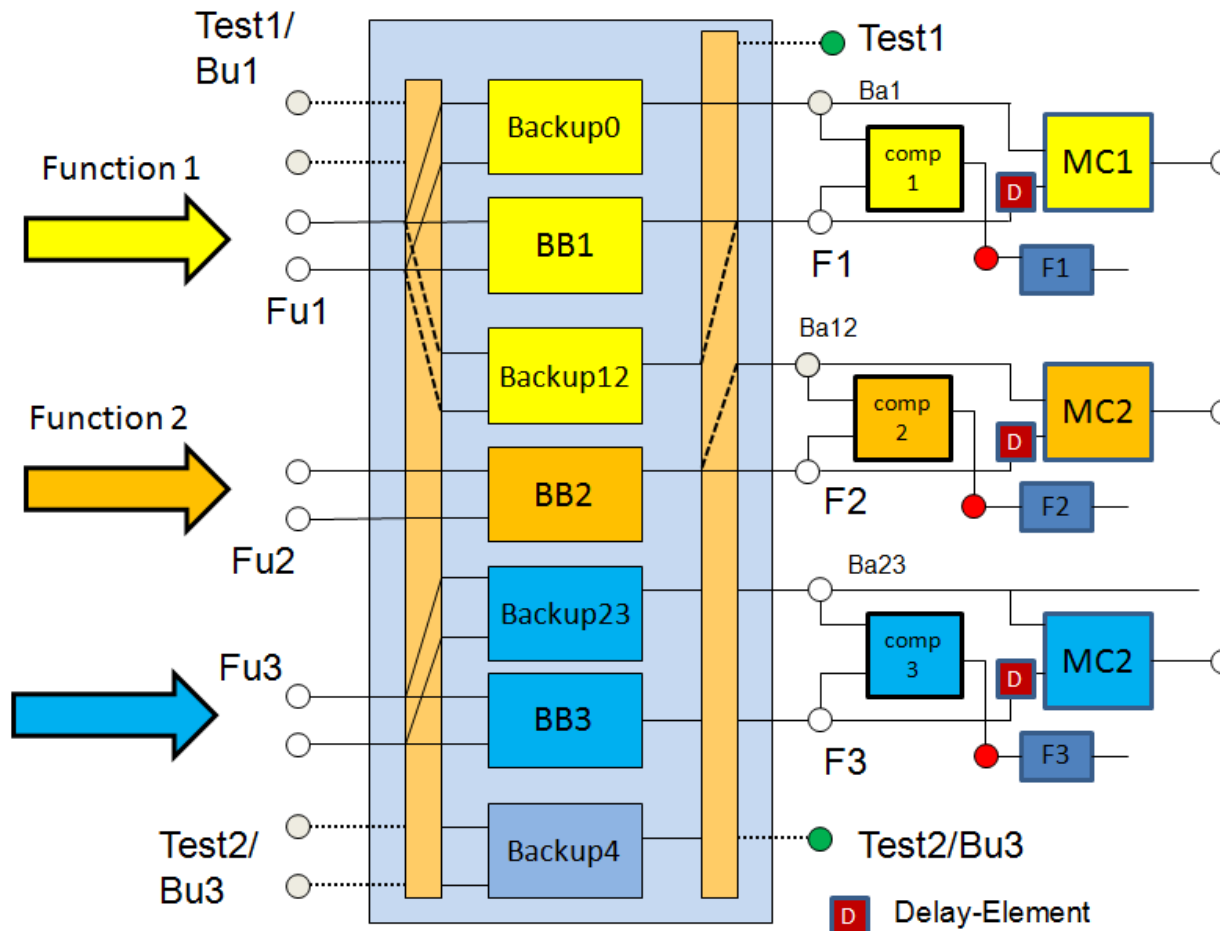 Test1/
Bu1
Test1
Ba1
Backup0
comp
1
MC1
D
Function 1
BB1
F1
F1
Fu1
Ba12
Backup12
comp
2
MC2
D
Function 2
BB2
F2
F2
Fu2
Ba23
Backup23
comp
3
MC2
D
Fu3
BB3
F3
F3
Test2/
Bu3
Backup4
Test2/Bu3
D Delay-Element